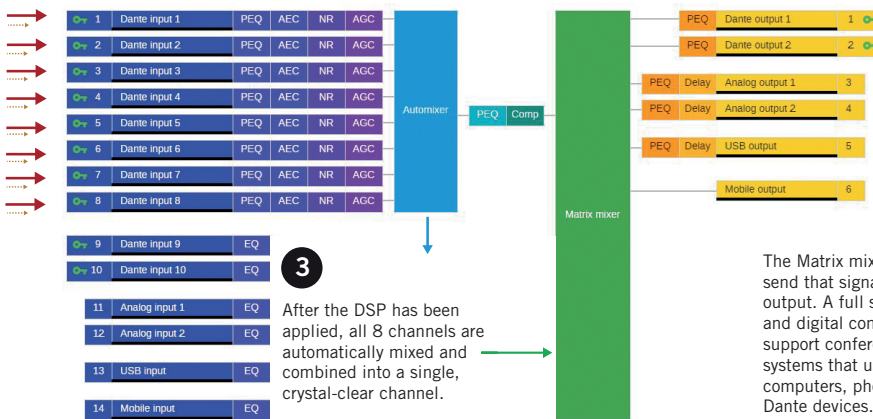 1 Dante input 1 PEQ AEC NR AGC
2 Dante input 2 PEQ AEC NR AGC
3 Dante input 3 PEQ AEC NR AGC
4 Dante input 4 PEQ AEC NR AGC
5 Dante input 5 PEQ AEC NR AGC
6 Dante input 6 PEQ AEC NR AGC
7 Dante input 7 PEQ AEC NR AGC
8 Dante input 8 PEQ AEC NR AGC
Automixer
PEQ Comp
Matrix mixer
PEQ Dante output 1 1
PEQ Dante output 2 2
PEQ Delay Analog output 1 3
PEQ Delay Analog output 2 4
PEQ Delay USB output 5
Mobile output 6
9 Dante input 9 EQ
10 Dante input 10 EQ
11 Analog input 1 EQ
12 Analog input 2 EQ
13 USB input EQ
14 Mobile input EQ
3
After the DSP has been
applied, all 8 channels are
automatically mixed and
combined into a single,
crystal-clear channel.
The Matrix mix
send that signa
output. A full s
and digital con
support confer
systems that u
computers, pho
Dante devices.